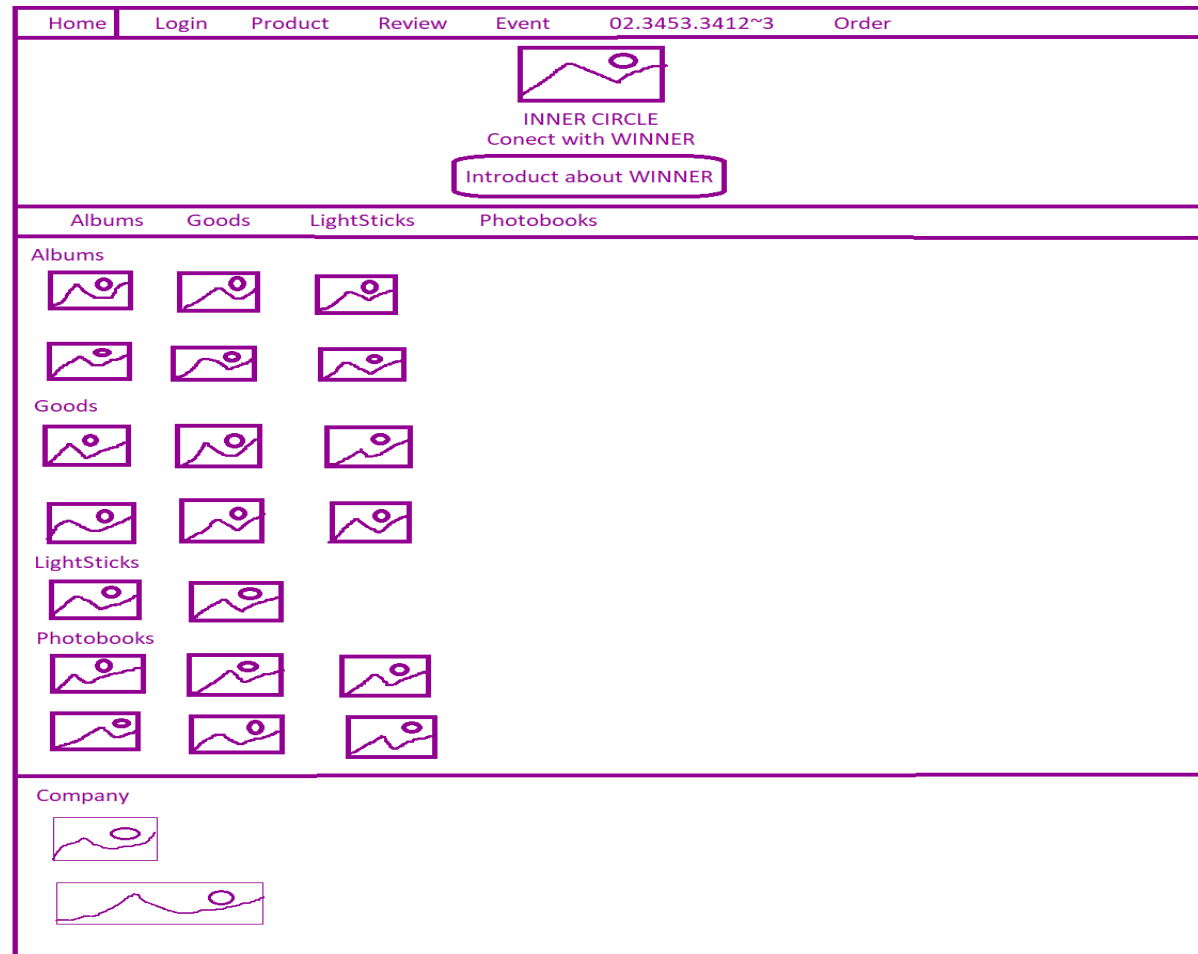 Home Login Product Review Event 02.3453.3412~3 Order
INNER CIRCLE
Conect with WINNER
Introduct about WINNER
Albums Goods LightSticks Photobooks
Albums
Goods
LightSticks
Photobooks
Company